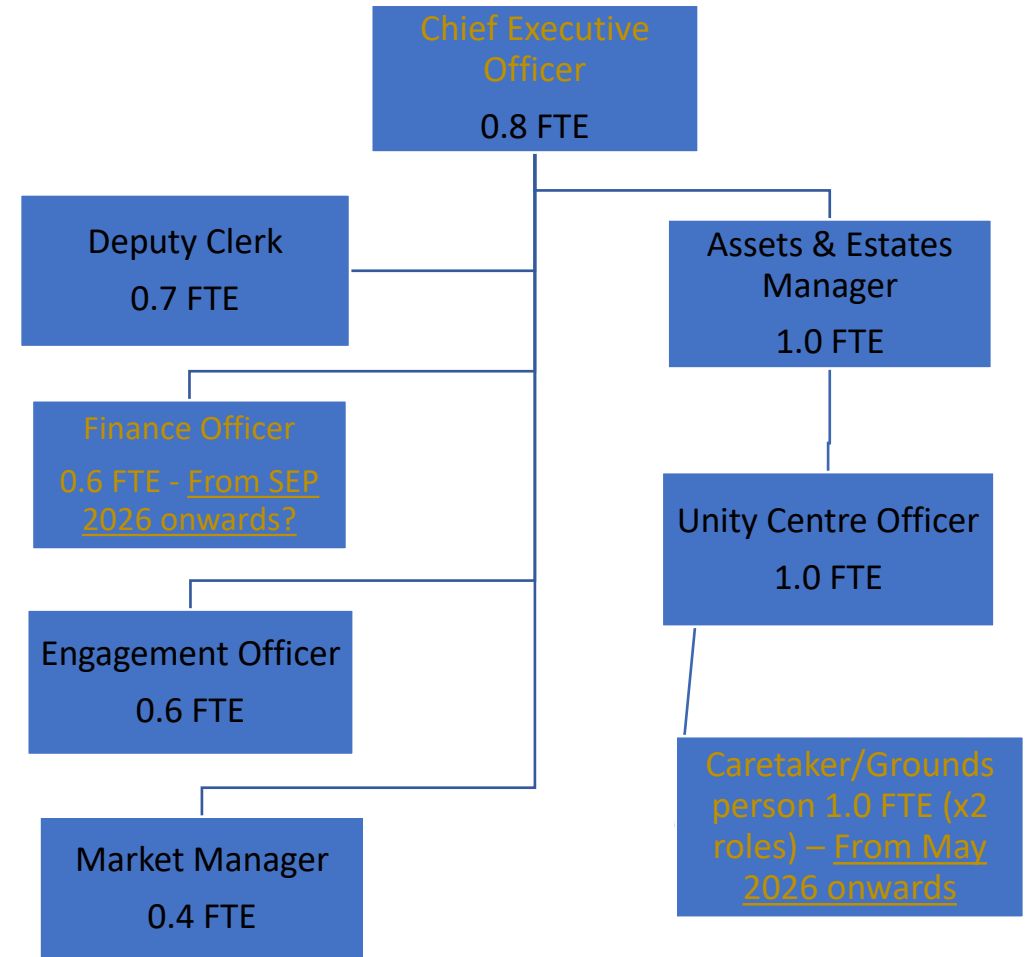 Chief Executive
Officer
0.8 FTE
Deputy Clerk
0.7 FTE
Assets & Estates
Manager
1.0 FTE
Finance Officer
0.6 FTE - From SEP
2026 onwards?
Unity Centre Officer
1.0 FTE
Engagement Officer
0.6 FTE
Caretaker/Grounds
person 1.0 FTE (x2
roles) – From May
2026 onwards
Market Manager
0.4 FTE